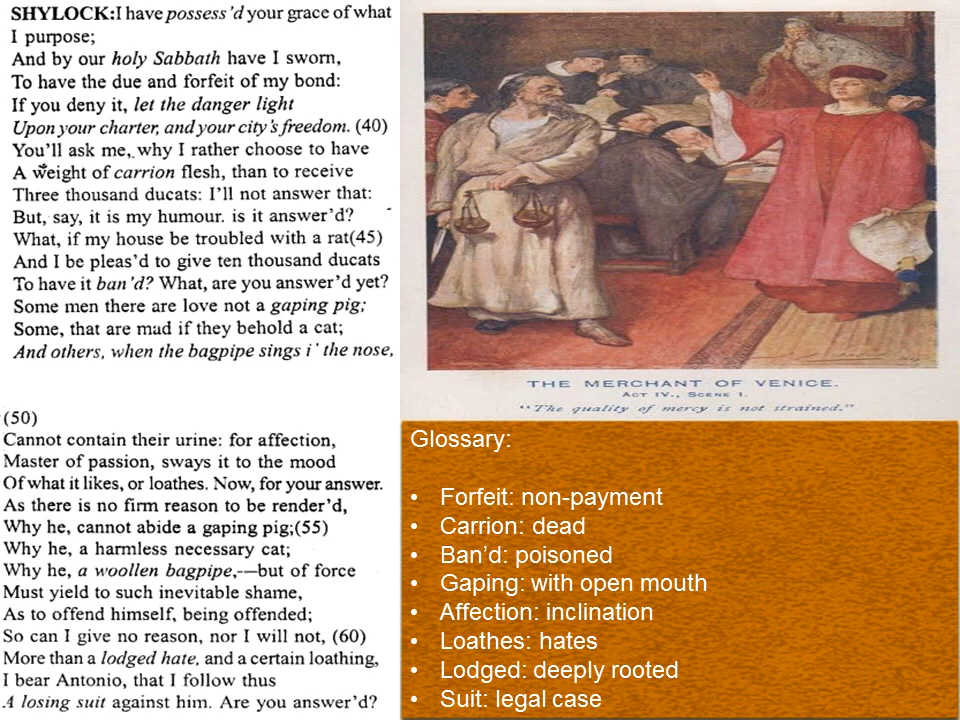 SHYLOCK:I have possess'd your grace of what
I purpose;
And by our holy Sabbath have I sworn,
To have the due and forfeit of my bond:
If you deny it, let the danger light
Upon your charter, and your city's freedom. (40)
You'll ask me, why I rather choose to have
A weight of carrion flesh, than to receive
Three thousand ducats: I'll not answer that:
But, say, it is my humour. is it answer'd?
What, if my house be troubled with a rat(45)
And I be pleas'd to give ten thousand ducats
To have it ban'd? What, are you answer'd yet?
Some men there are love not a gaping pig;
Some, that are mad if they behold a cat;
And others, when the bagpipe sings i' the nose,
(50)
Cannot contain their urine: for affection,
Master of passion, sways it to the mood
Of what it likes, or loathes. Now, for your answer.
As there is no firm reason to be render'd,
Why he, cannot abide a gaping pig;(55)
Why he, a harmless necessary cat;
Why he, a woollen bagpipe,-—but of force
Must yield to such inevitable shame,
As to offend himself, being offended;
So can I give no reason, nor I will not, (60)
More than a lodged hate, and a certain loathing,
I bear Antonio, that I follow thus
A losing suit against him. Are you answer'd?
THE MERCHANT OF VENICE.
ACT IV., SCENE I.
"The quality of mercy is not strained."
Glossary:
• Forfeit: non-payment
• Carrion: dead
• Ban'd: poisoned
• Gaping: with open mouth
• Affection: inclination
• Loathes: hates
• Lodged: deeply rooted
• Suit: legal case